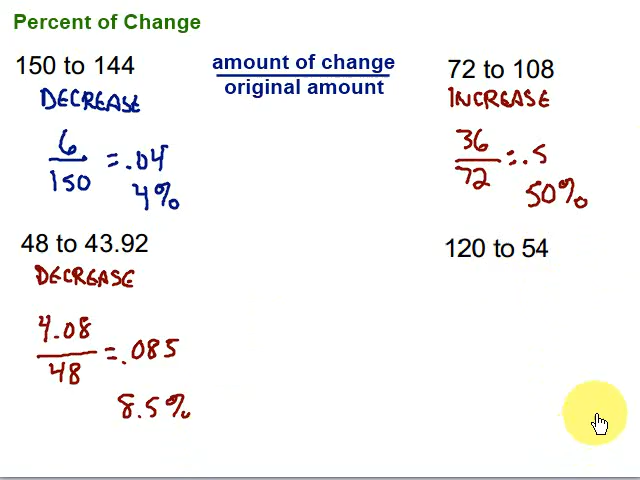 Percent of Change
150 to 144
DECREASE
6/150 = .04
4%
amount of change
original amount
72 to 108
INCREASE
36/72 = .5
50%
48 to 43.92
DECREASE
4.08/48 = .085
8.5%
120 to 54